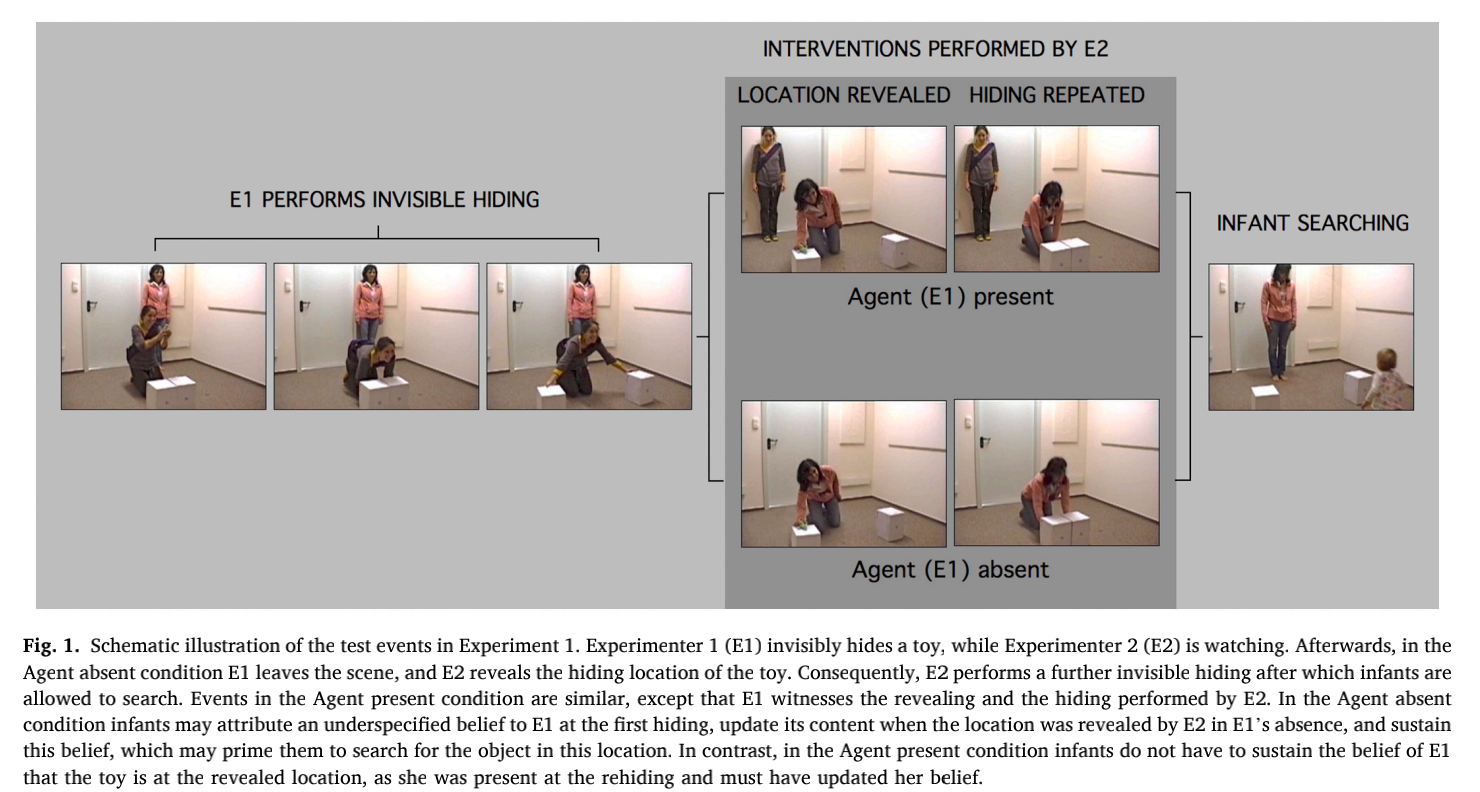 INTERVENTIONS PERFORMED BY E2
LOCATION REVEALED HIDING REPEATED
E1 PERFORMS INVISIBLE HIDING
Agent (E1) present
INFANT SEARCHING
Agent (E1) absent
Fig. 1. Schematic illustration of the test events in Experiment 1. Experimenter 1 (E1) invisibly hides a toy, while Experimenter 2 (E2) is watching. Afterwards, in the
Agent absent condition E1 leaves the scene, and E2 reveals the hiding location of the toy. Consequently, E2 performs a further invisible hiding after which infants are
allowed to search. Events in the Agent present condition are similar, except that E1 witnesses the revealing and the hiding performed by E2. In the Agent absent
condition infants may attribute an underspecified belief to E1 at the first hiding, update its content when the location was revealed by E2 in E1's absence, and sustain
this belief, which may prime them to search for the object in this location. In contrast, in the Agent present condition infants do not have to sustain the belief of E1
that the toy is at the revealed location, as she was present at the rehiding and must have updated her belief.